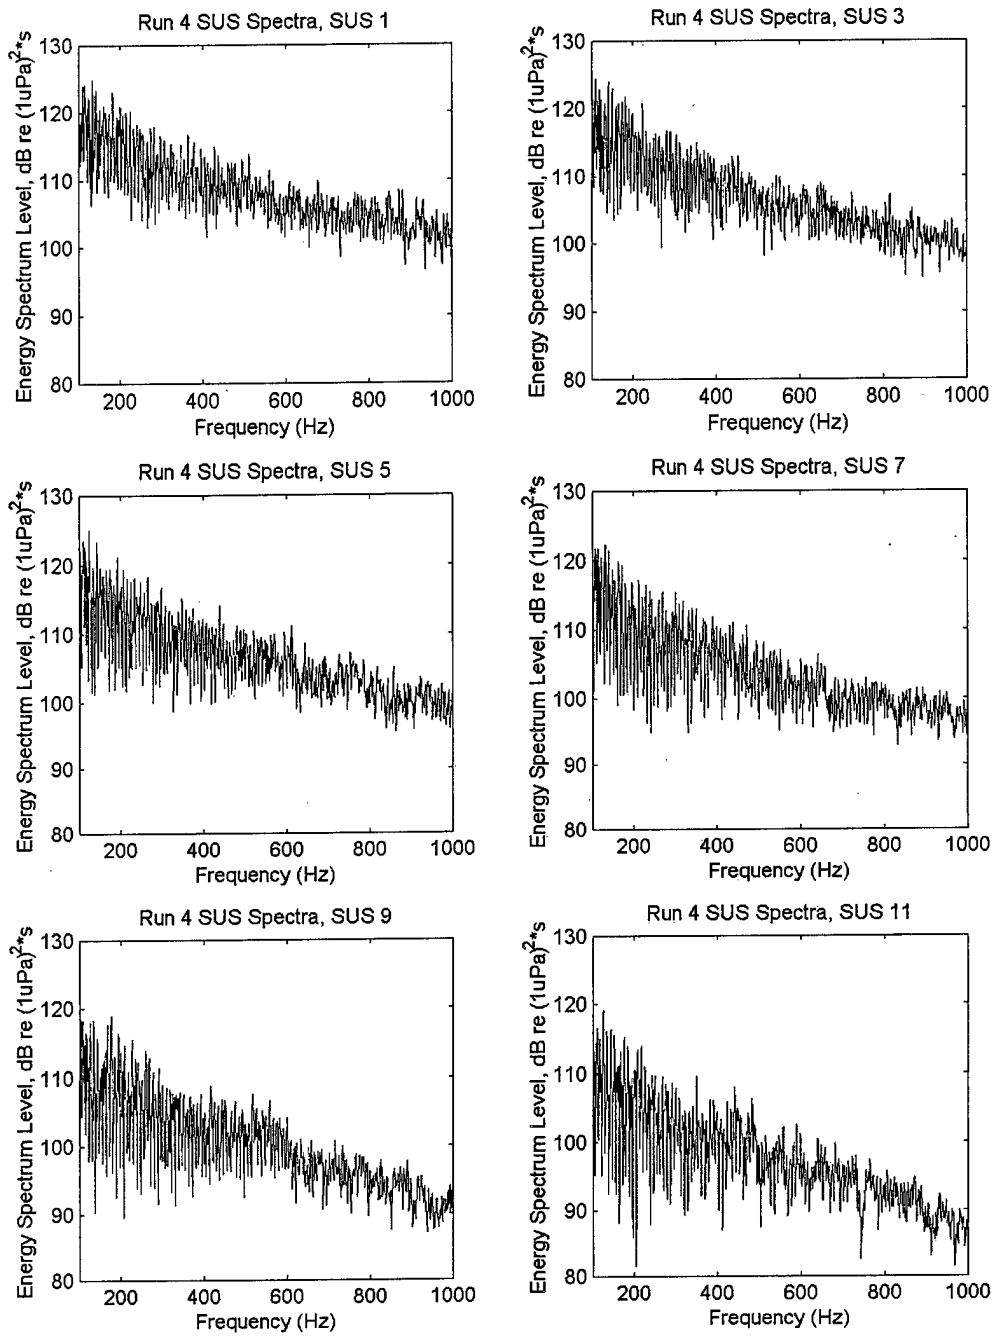 Run 4 SUS Spectra, SUS 1
Energy Spectrum Level, dB re (1uPa)^2*s
130
120
110
100
90
80
200 400 600 800 1000
Frequency (Hz)
Run 4 SUS Spectra, SUS 3
Energy Spectrum Level, dB re (1uPa)^2*s
130
120
110
100
90
80
200 400 600 800 1000
Frequency (Hz)
Run 4 SUS Spectra, SUS 5
Energy Spectrum Level, dB re (1uPa)^2*s
130
120
110
100
90
80
200 400 600 800 1000
Frequency (Hz)
Run 4 SUS Spectra, SUS 7
Energy Spectrum Level, dB re (1uPa)^2*s
130
120
110
100
90
80
200 400 600 800 1000
Frequency (Hz)
Run 4 SUS Spectra, SUS 9
Energy Spectrum Level, dB re (1uPa)^2*s
130
120
110
100
90
80
200 400 600 800 1000
Frequency (Hz)
Run 4 SUS Spectra, SUS 11
Energy Spectrum Level, dB re (1uPa)^2*s
130
120
110
100
90
80
200 400 600 800 1000
Frequency (Hz)